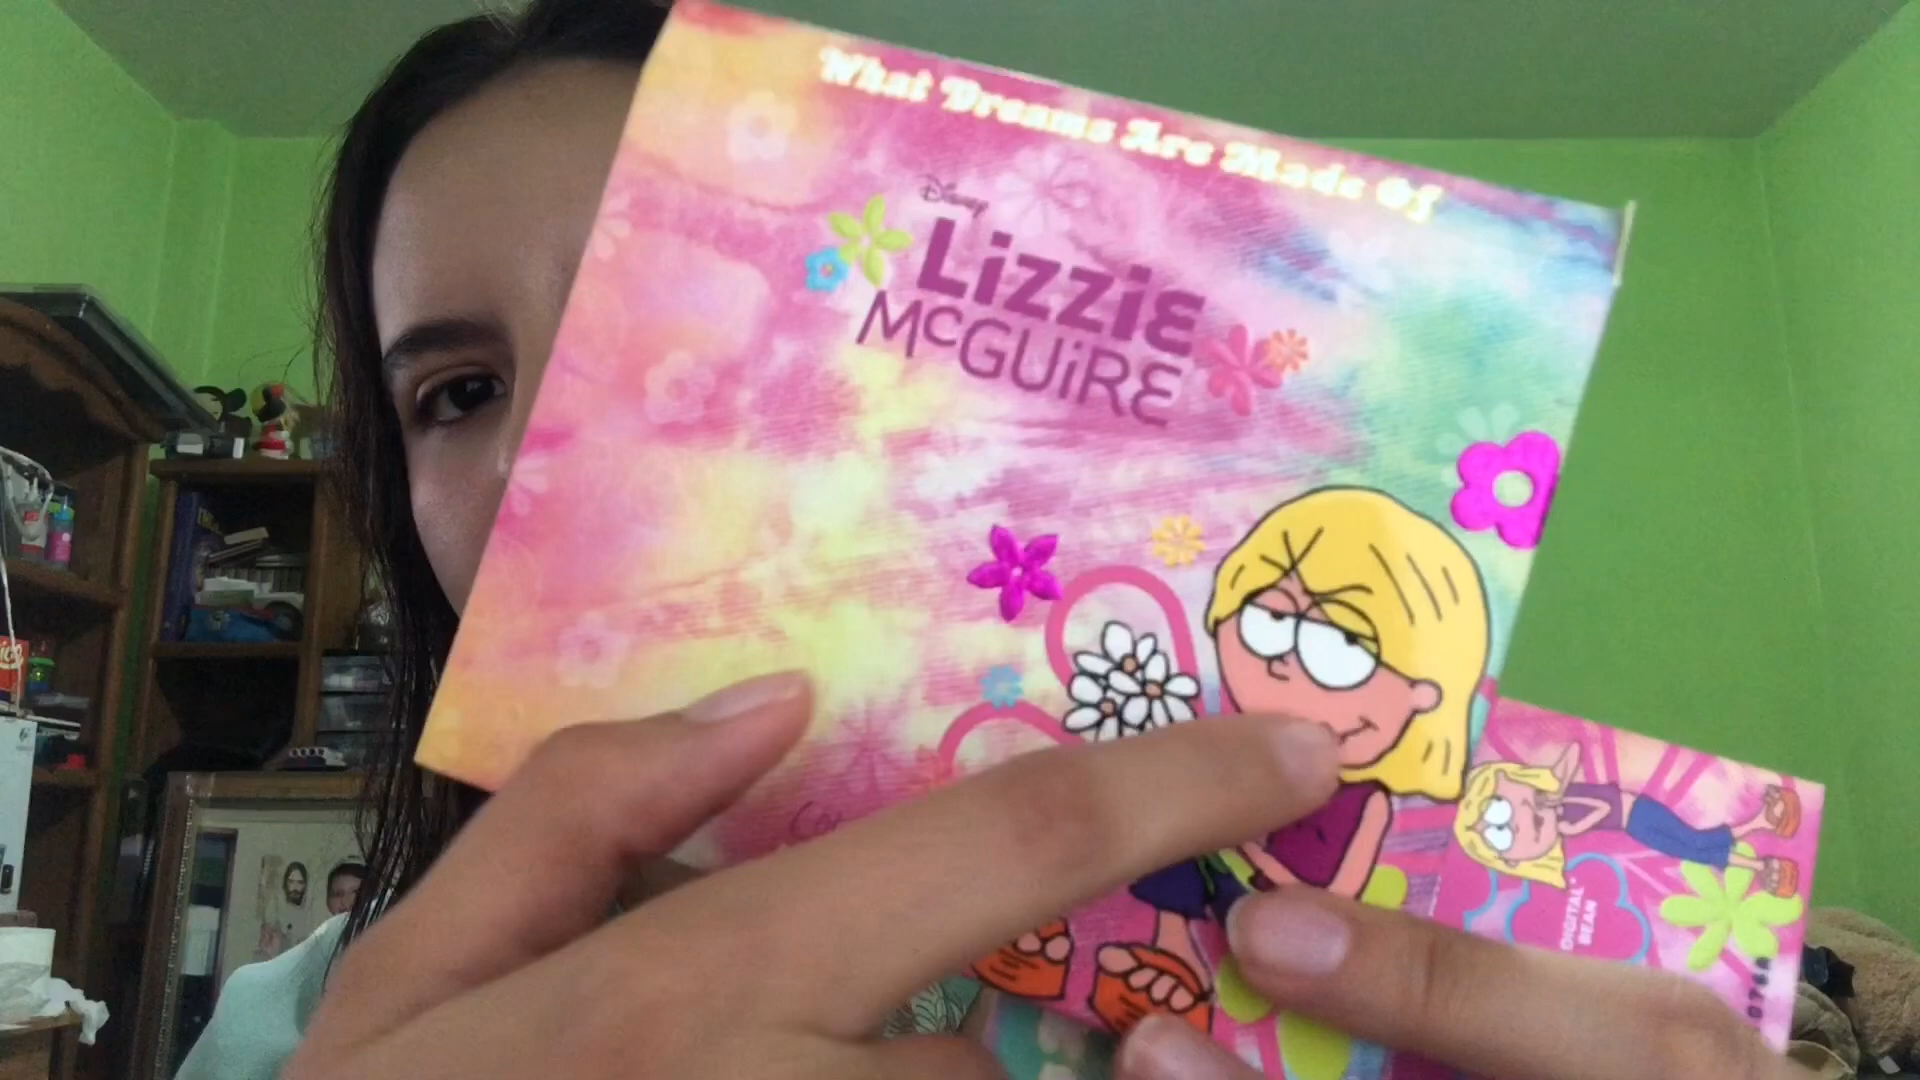 What Dreams Are Made Of
Disney
Lizzie
McGUiRE
DIGITAL
BEAN